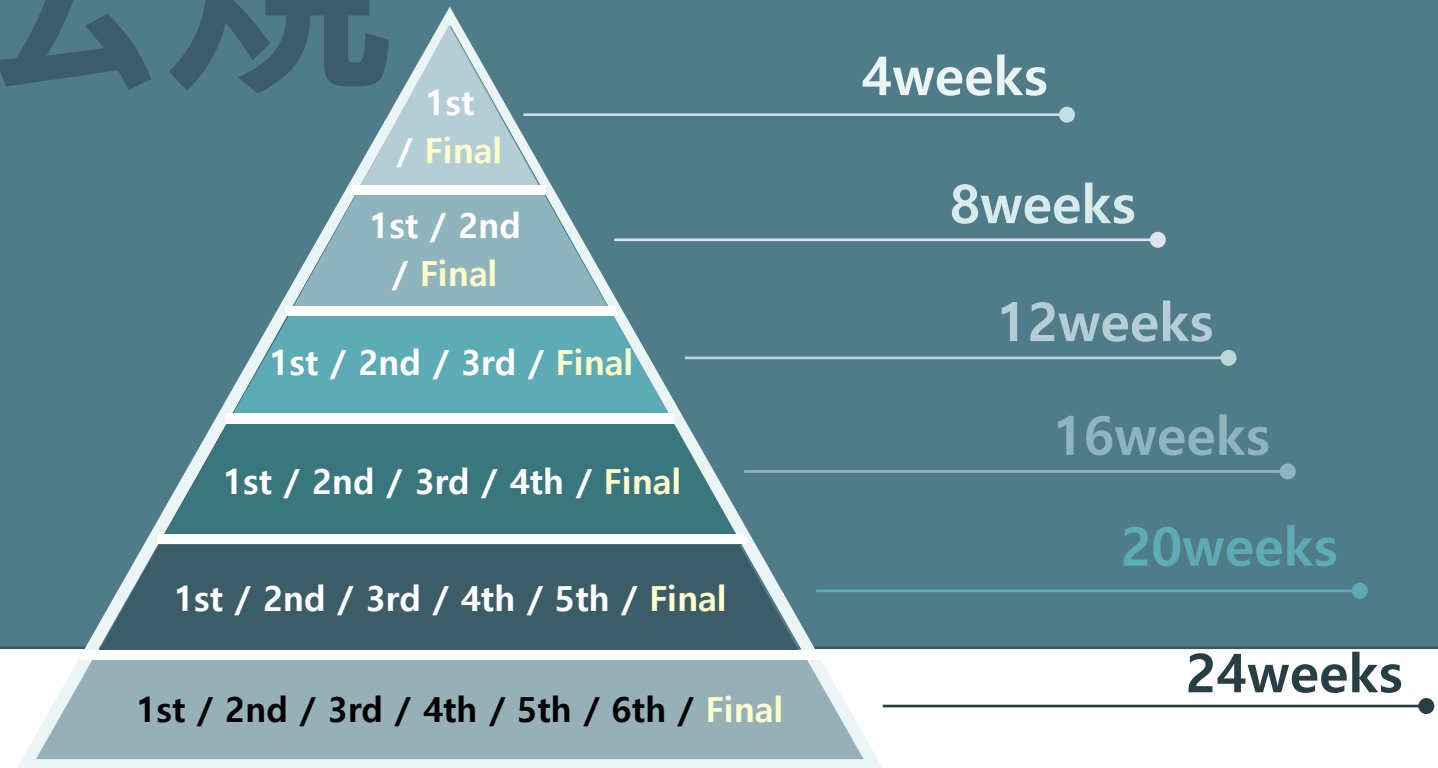 1st
/ Final
4weeks
1st / 2nd
/ Final
8weeks
1st / 2nd / 3rd / Final
12weeks
1st / 2nd / 3rd / 4th / Final
16weeks
1st / 2nd / 3rd / 4th / 5th / Final
20weeks
1st / 2nd / 3rd / 4th / 5th / 6th / Final
24weeks